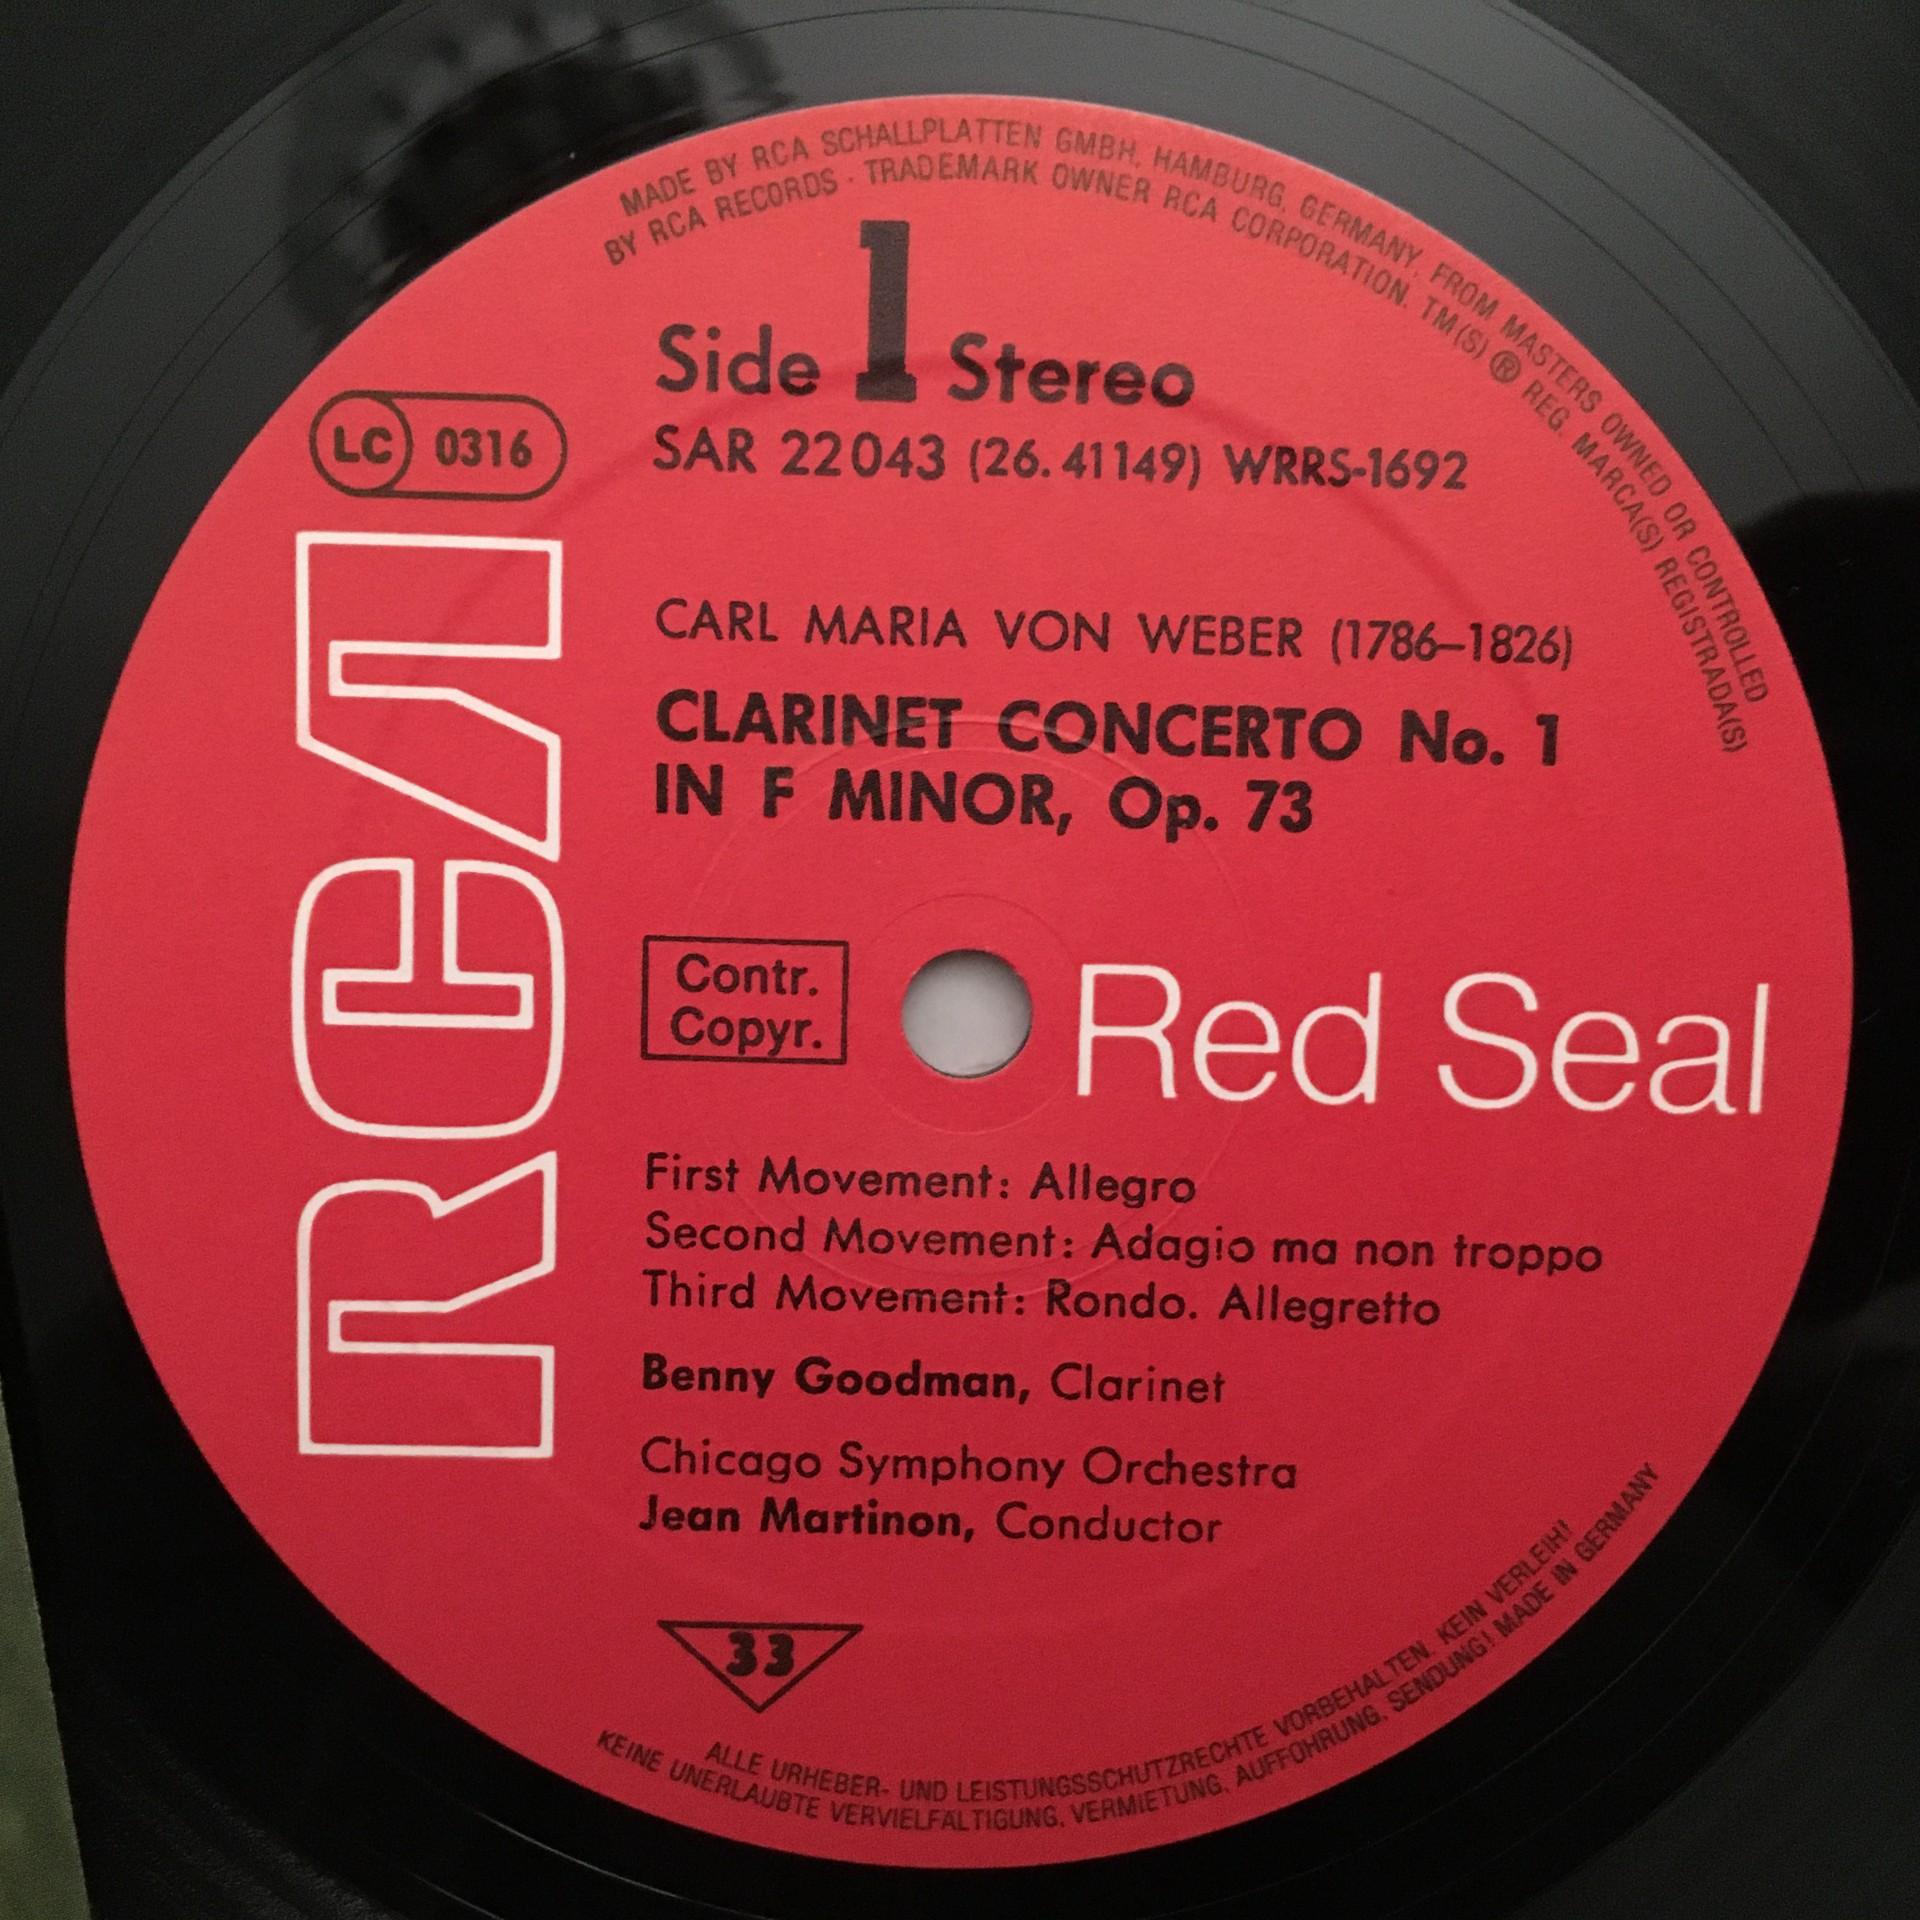 MADE BY RCA SCHALLPLATTEN GMBH, HAMBURG, GERMANY, FROM MASTERS OWNED OR CONTROLLED
BY RCA RECORDS · TRADEMARK OWNER RCA CORPORATION. TM(S) ® REG. MARCA(S) REGISTRADA(S)
Side 1 Stereo
LC 0316
SAR 22043 (26.41149) WRRS-1692
RCA
CARL MARIA VON WEBER (1786–1826)
CLARINET CONCERTO No. 1
IN F MINOR, Op. 73
Contr.
Copyr.
Red Seal
First Movement: Allegro
Second Movement: Adagio ma non troppo
Third Movement: Rondo. Allegretto
Benny Goodman, Clarinet
Chicago Symphony Orchestra
Jean Martinon, Conductor
33
ALLE URHEBER- UND LEISTUNGSSCHUTZRECHTE VORBEHALTEN. KEIN VERLEIH!
KEINE UNERLAUBTE VERVIELFÄLTIGUNG, VERMIETUNG, AUFFÜHRUNG, SENDUNG! MADE IN GERMANY